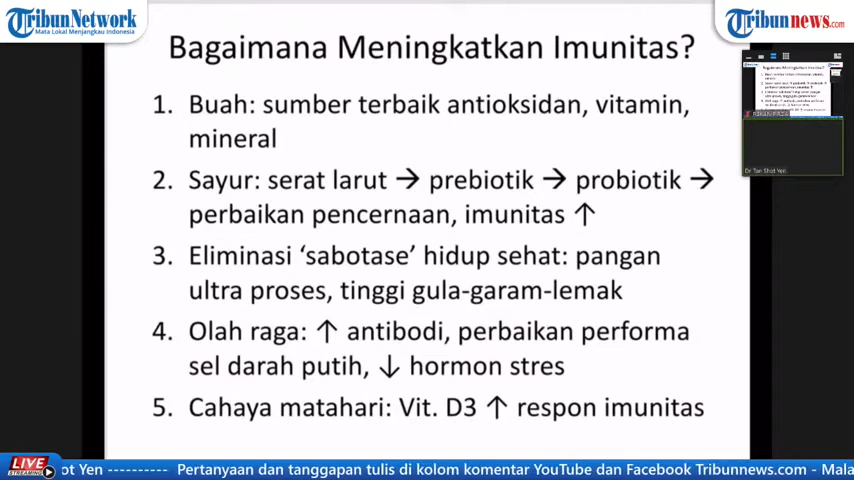 TribunNetwork
Mata Lokal Menjangkau Indonesia
Tribunnews.com
Bagaimana Meningkatkan Imunitas?
1. Buah: sumber terbaik antioksidan, vitamin,
mineral
2. Sayur: serat larut → prebiotik → probiotik →
perbaikan pencernaan, imunitas ↑
3. Eliminasi ‘sabotase’ hidup sehat: pangan
ultra proses, tinggi gula-garam-lemak
4. Olah raga: ↑ antibodi, perbaikan performa
sel darah putih, ↓ hormon stres
5. Cahaya matahari: Vit. D3 ↑ respon imunitas
Dr Tan Shot Yen
LIVE
STREAMING
ot Yen ---------- Pertanyaan dan tanggapan tulis di kolom komentar YouTube dan Facebook Tribunnews.com - Mala